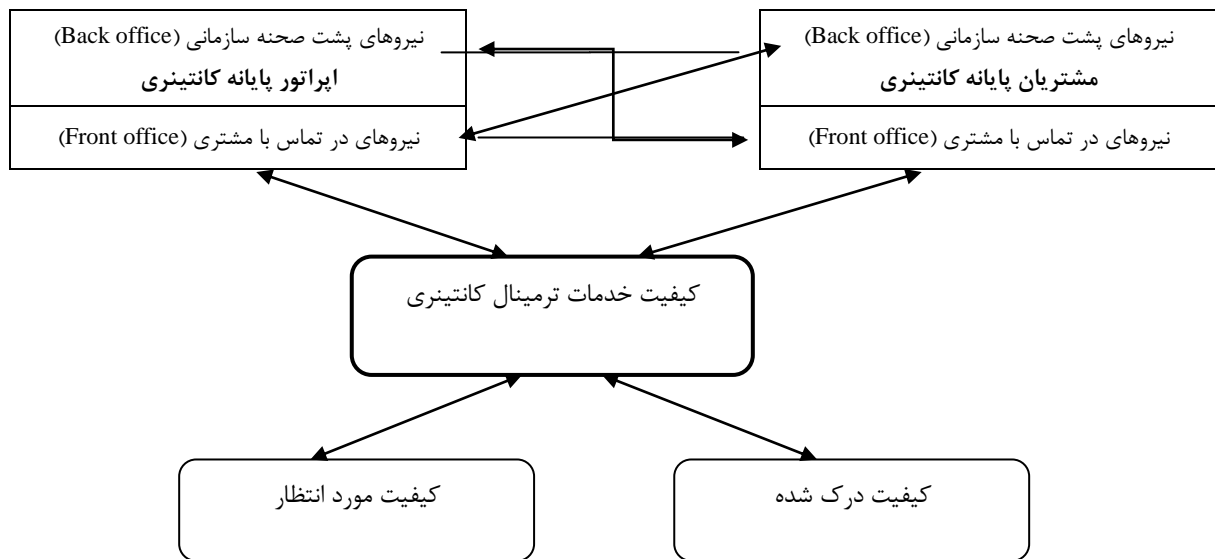 نیروهای پشت صحنه سازمانی (Back office)
مشتریان پایانه کانتینری
نیروهای در تماس با مشتری (Front office)
نیروهای پشت صحنه سازمانی (Back office)
اپراتور پایانه کانتینری
نیروهای در تماس با مشتری (Front office)
کیفیت خدمات ترمینال کانتینری
کیفیت درک شده
کیفیت مورد انتظار